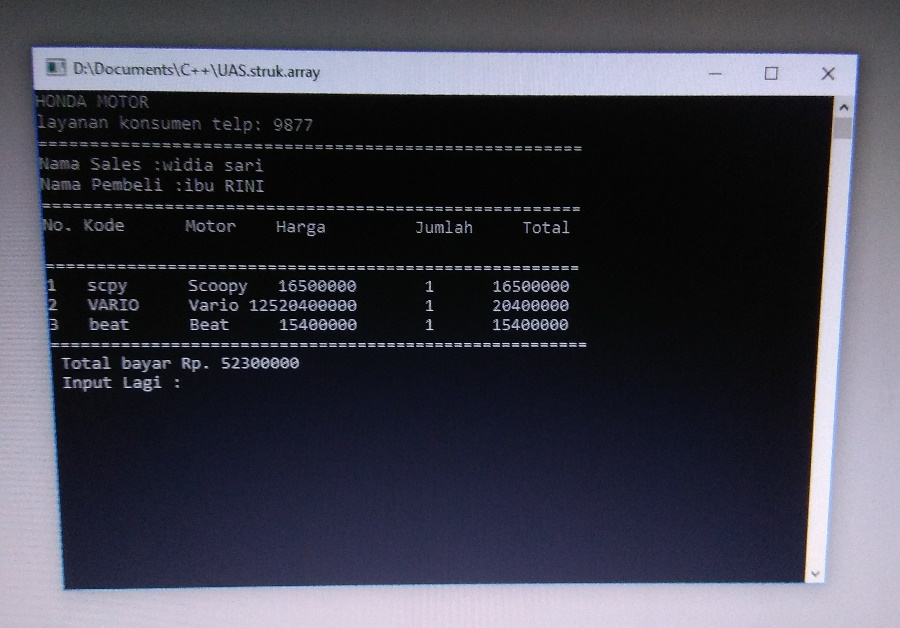 D:\Documents\C++\UAS.struk.array
HONDA MOTOR
layanan konsumen telp: 9877
======================================================
Nama Sales :widia sari
Nama Pembeli :ibu RINI
======================================================
No. Kode Motor Harga Jumlah Total
======================================================
1 scpy Scoopy 16500000 1 16500000
2 VARIO Vario 12520400000 1 20400000
3 beat Beat 15400000 1 15400000
======================================================
Total bayar Rp. 52300000
Input Lagi :